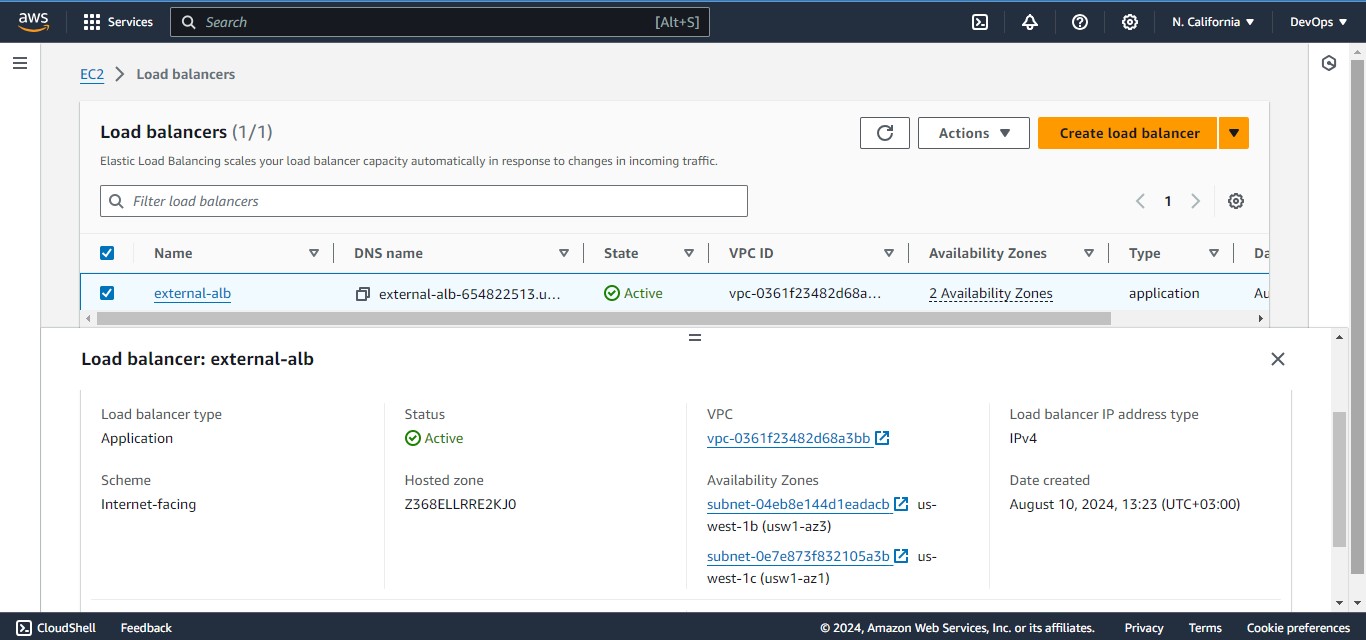 aws Services Search [Alt+S] N. California DevOps
EC2 Load balancers
Load balancers (1/1) Actions Create load balancer
Elastic Load Balancing scales your load balancer capacity automatically in response to changes in incoming traffic.
Filter load balancers 1
Name DNS name State VPC ID Availability Zones Type Da
external-alb external-alb-654822513.u... Active vpc-0361f23482d68a... 2 Availability Zones application Au
Load balancer: external-alb
Load balancer type Status VPC Load balancer IP address type
Application Active vpc-0361f23482d68a3bb IPv4
Scheme Hosted zone Availability Zones Date created
Internet-facing Z368ELLRRE2KJ0 subnet-04eb8e144d1eadacb us- August 10, 2024, 13:23 (UTC+03:00)
west-1b (usw1-az3)
subnet-0e7e873f832105a3b us-
west-1c (usw1-az1)
CloudShell Feedback © 2024, Amazon Web Services, Inc. or its affiliates. Privacy Terms Cookie preferences